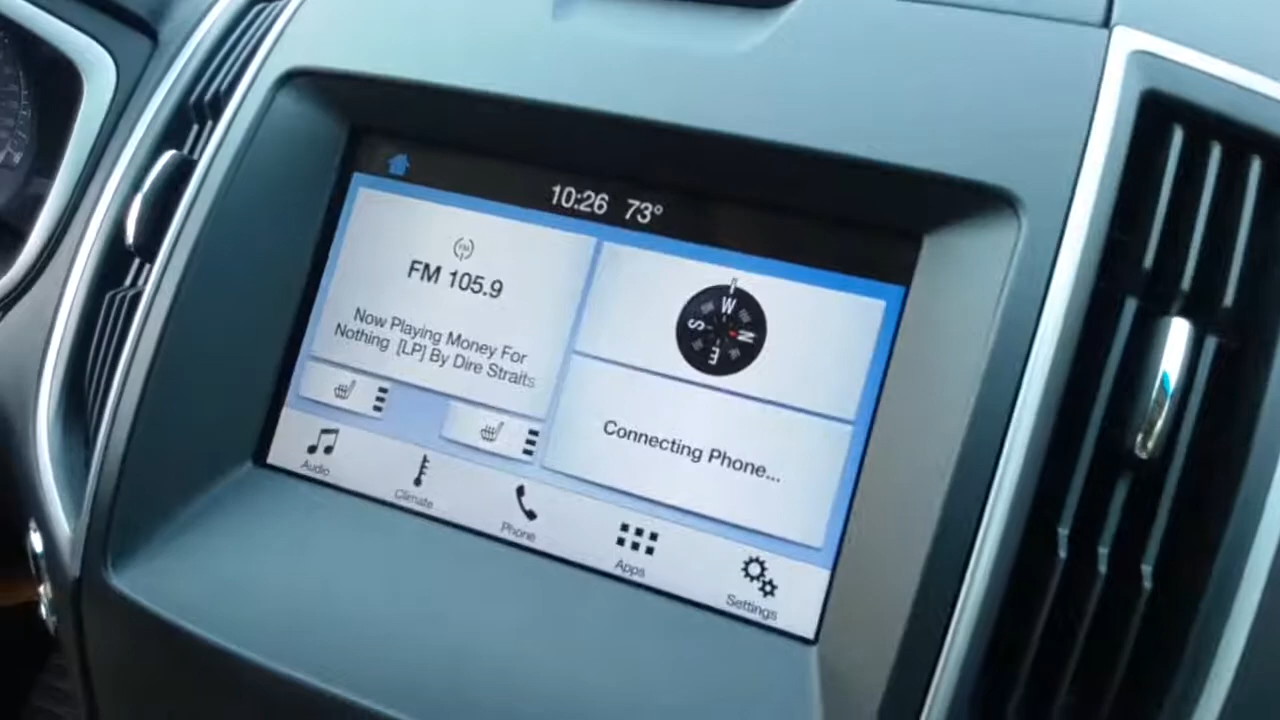 10:26 73°
FM
FM 105.9
Now Playing Money For
Nothing [LP] By Dire Straits
W
N
E
S
Connecting Phone...
Audio
Climate
Phone
Apps
Settings